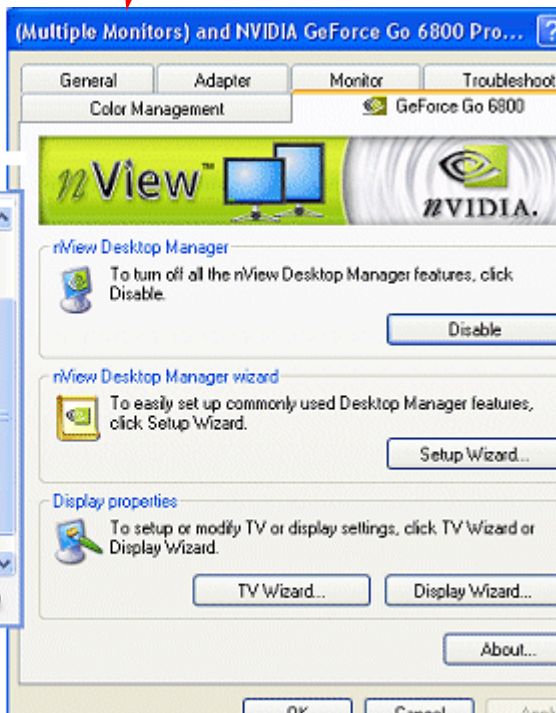 (Multiple Monitors) and NVIDIA GeForce Go 6800 Pro... ?
General Adapter Monitor Troubleshoot
Color Management GeForce Go 6800
nView™ nVIDIA.
nView Desktop Manager
To turn off all the nView Desktop Manager features, click
Disable.
Disable
nView Desktop Manager wizard
To easily set up commonly used Desktop Manager features,
click Setup Wizard.
Setup Wizard...
Display properties
To setup or modify TV or display settings, click TV Wizard or
Display Wizard.
TV Wizard... Display Wizard...
About...
OK Cancel